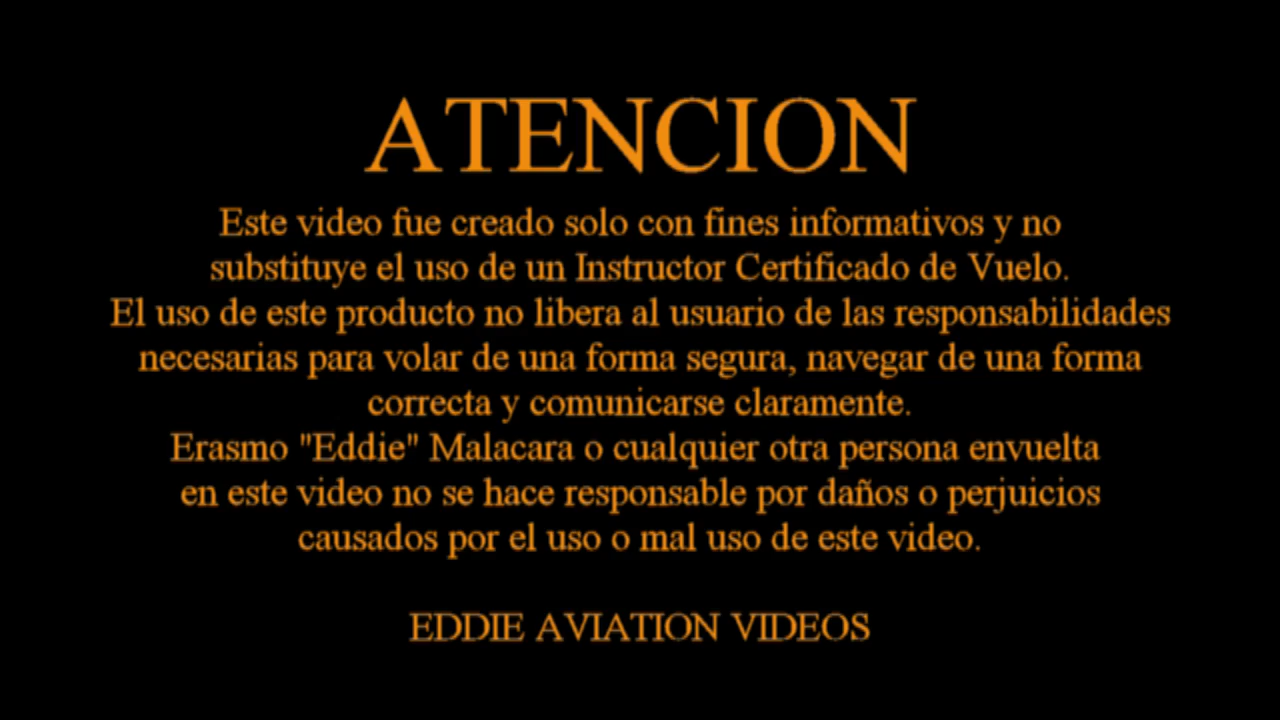 ATENCION
Este video fue creado solo con fines informativos y no
substituye el uso de un Instructor Certificado de Vuelo.
El uso de este producto no libera al usuario de las responsabilidades
necesarias para volar de una forma segura, navegar de una forma
correcta y comunicarse claramente.
Erasmo "Eddie" Malacara o cualquier otra persona envuelta
en este video no se hace responsable por daños o perjuicios
causados por el uso o mal uso de este video.
EDDIE AVIATION VIDEOS